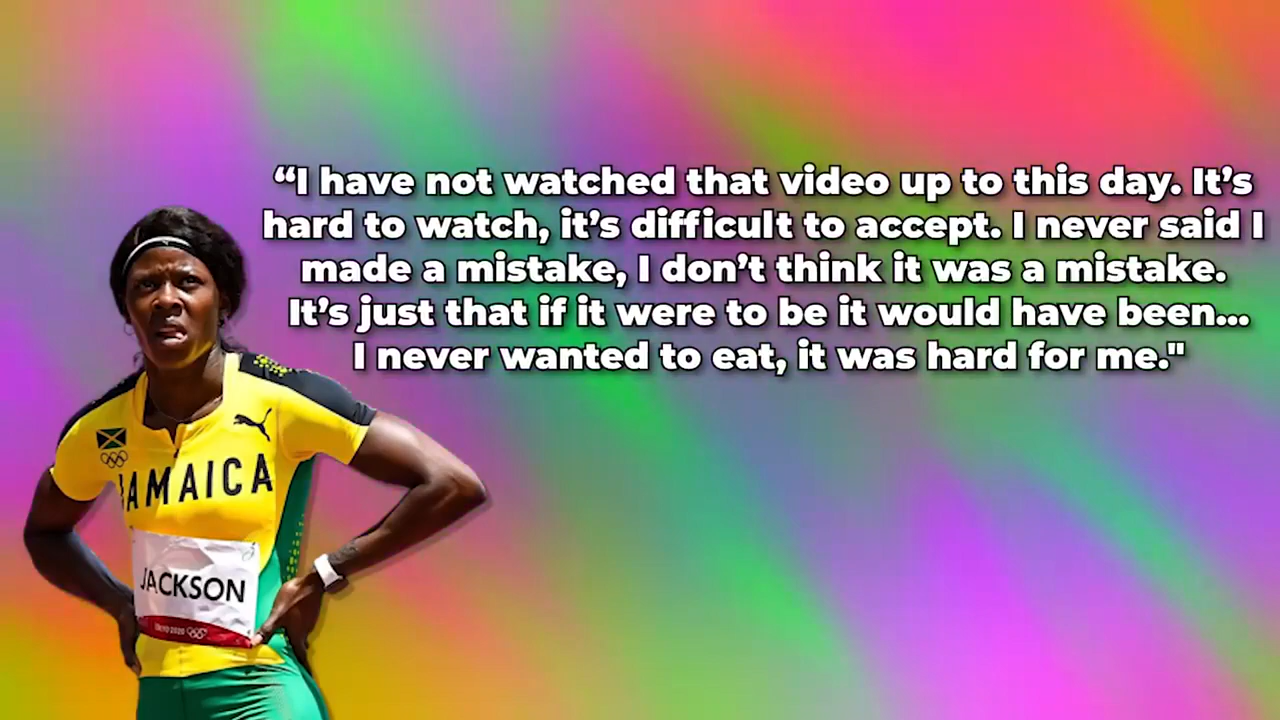 “I have not watched that video up to this day. It’s
hard to watch, it’s difficult to accept. I never said I
made a mistake, I don’t think it was a mistake.
It’s just that if it were to be it would have been...
I never wanted to eat, it was hard for me."
JAMAICA
JACKSON
TOKYO 2020